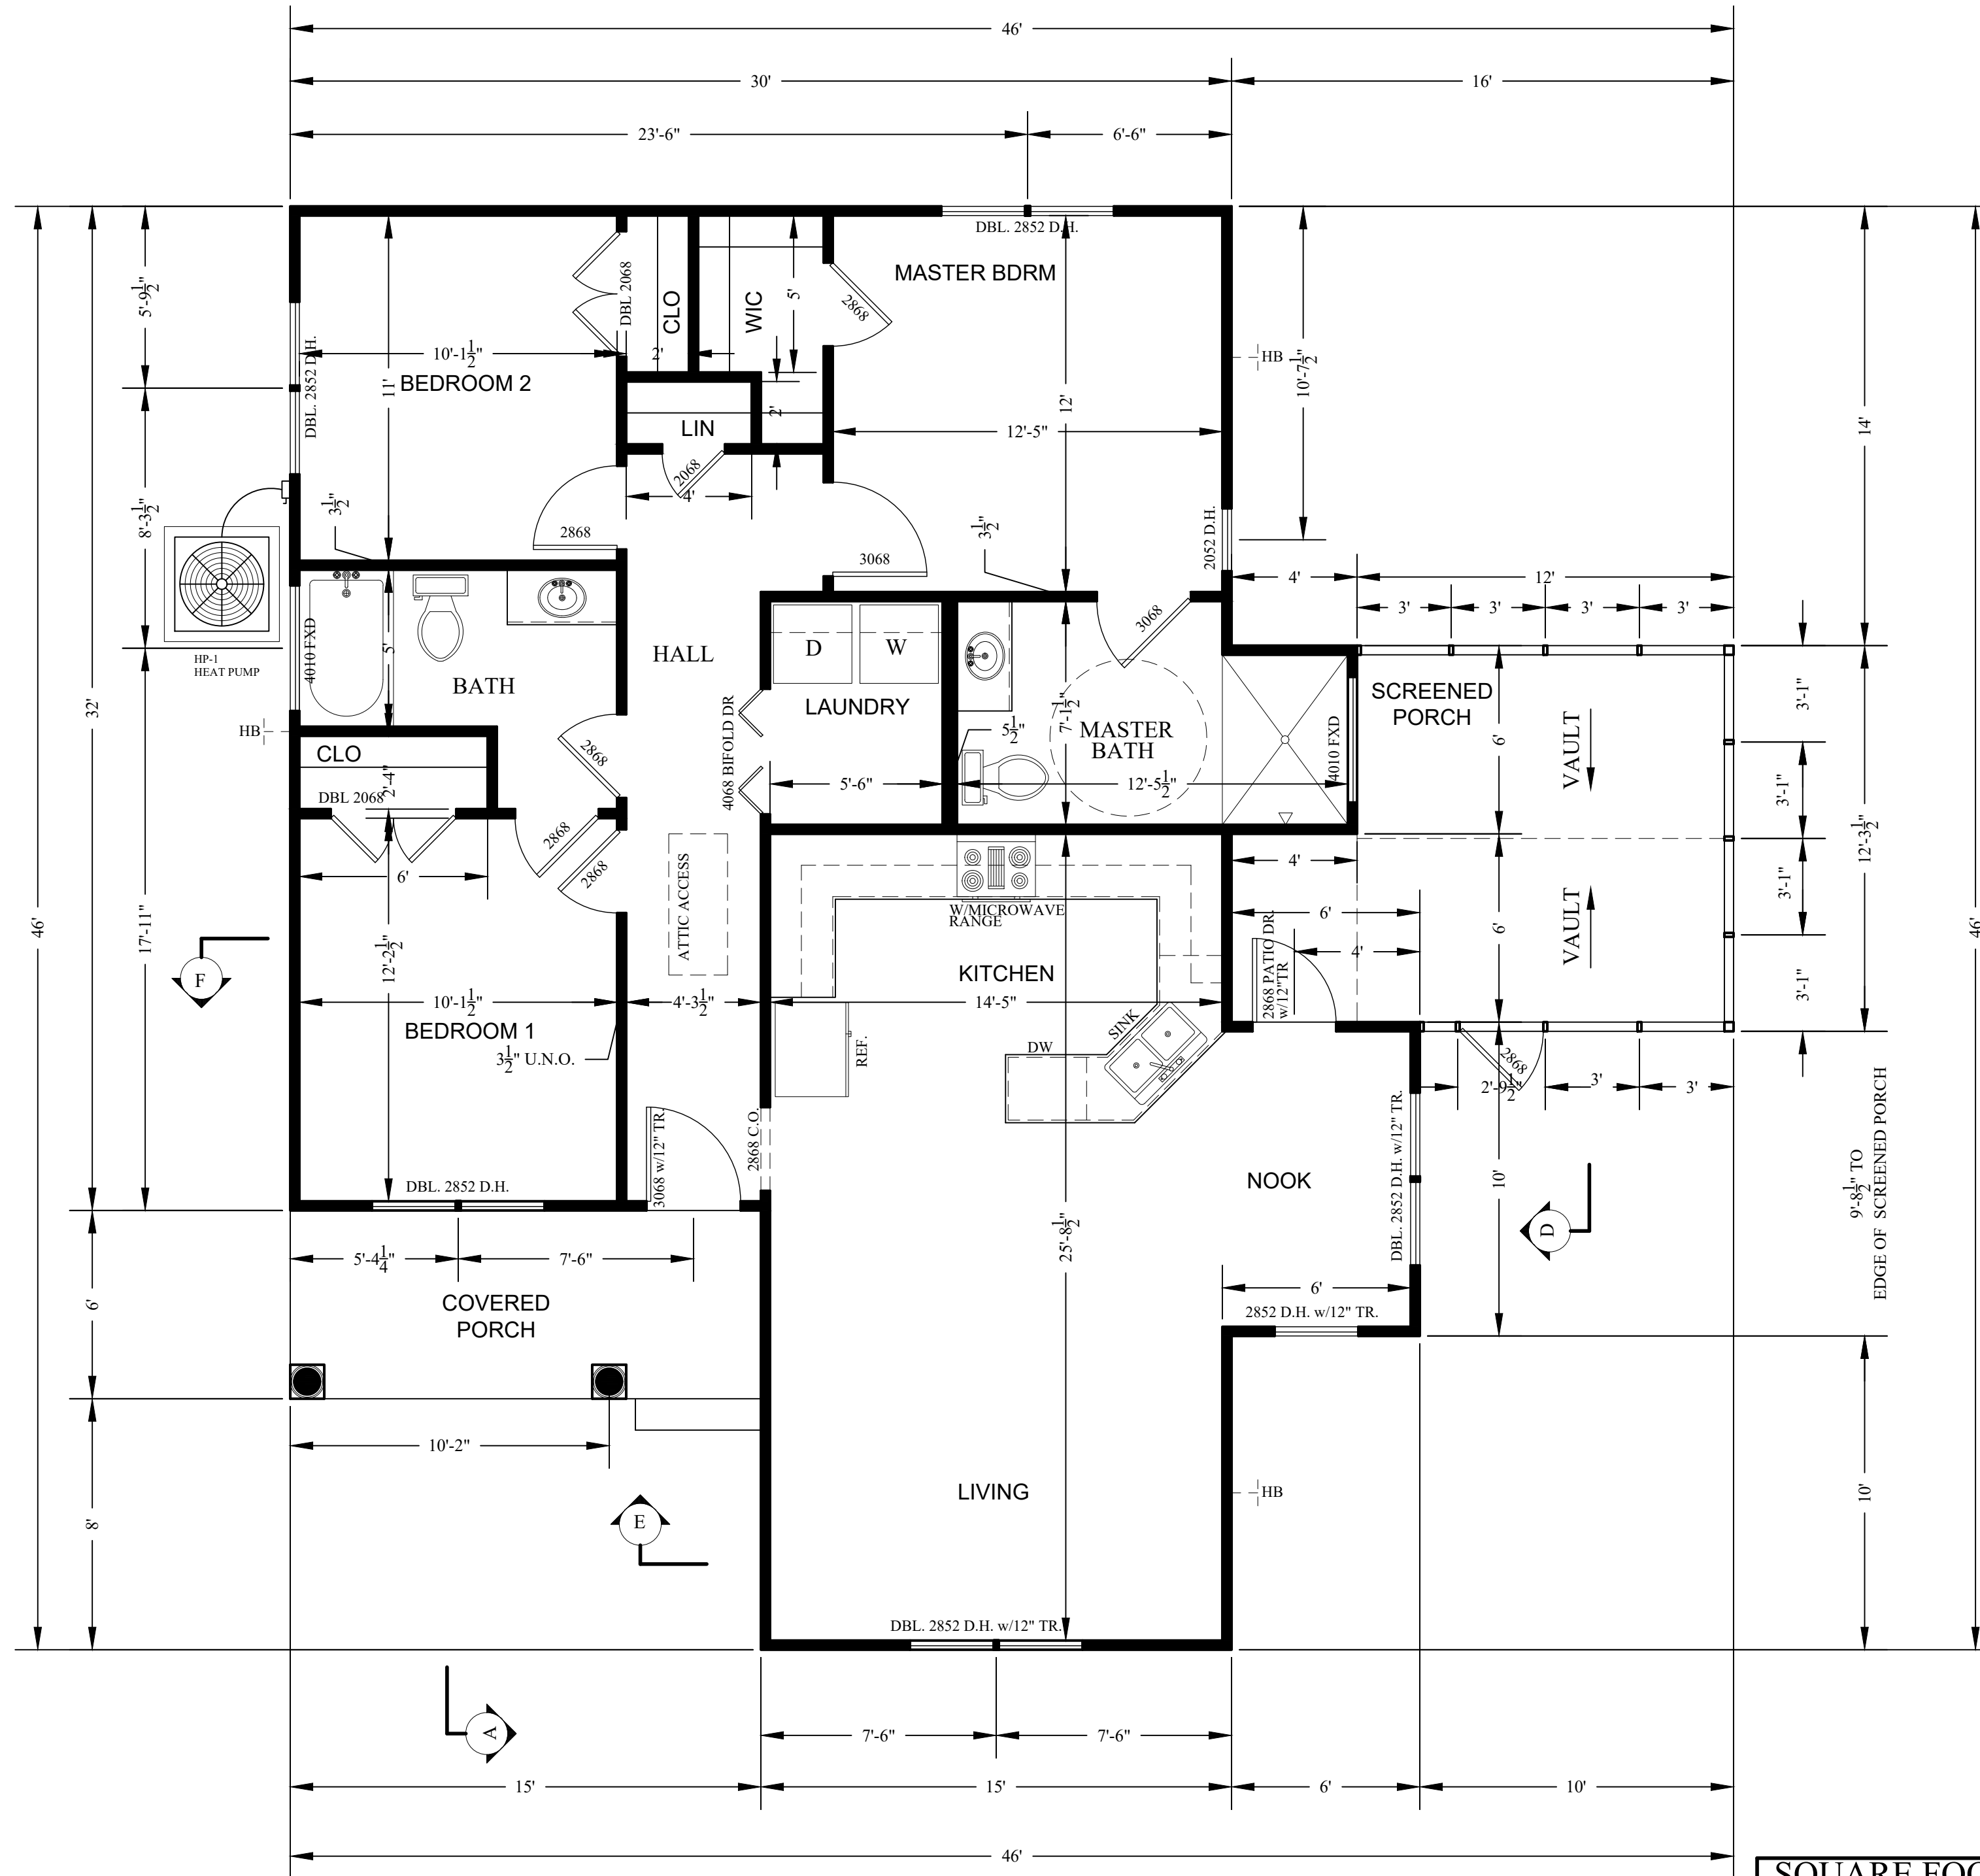 46'
30'
16'
23'-6"
6'-6"
DBL. 2852 D.H.
MASTER BDRM
DBL 2068
CLO
WIC
5'
2868
5'-9 1/2"
DBL. 2852 D.H.
10'-1 1/2"
2'
BEDROOM 2
11'
HB
10'-7 1/2"
12'
2'
LIN
12'-5"
14'
2068
4'
8'-3 1/2"
3 1/2"
2868
3068
3 1/2"
2052 D.H.
4'
12'
3'
3'
3'
3'
HP-1
HEAT PUMP
4010 FXD
5'
BATH
HALL
D
W
LAUNDRY
3068
7'-1 1/2"
MASTER
BATH
5 1/2"
12'-5 1/2"
4010 FXD
SCREENED
PORCH
VAULT
6'
3'-1"
32'
HB
CLO
2'-4"
DBL 2068
2868
4068 BIFOLD DR
5'-6"
3'-1"
12'-3 1/2"
2868
2868
6'
ATTIC ACCESS
W/MICROWAVE
RANGE
4'
6'
4'
2868 PATIO DR.
w/12"TR
6'
VAULT
3'-1"
3'-1"
46'
17'-11"
F
12'-2 1/2"
10'-1 1/2"
4'-3 1/2"
KITCHEN
14'-5"
BEDROOM 1
3 1/2" U.N.O.
REF.
SINK
DW
2868
2'-9 1/2"
3'
3'
46'
3068 w/12" TR.
2868 C.O.
DBL. 2852 D.H.
NOOK
DBL. 2852 D.H. w/12" TR.
10'
D
9'-8 1/2" TO
EDGE OF SCREENED PORCH
25'-8 1/2"
5'-4 1/4"
7'-6"
6'
COVERED
PORCH
6'
2852 D.H. w/12" TR.
10'-2"
LIVING
HB
10'
8'
E
DBL. 2852 D.H. w/12" TR.
A
7'-6"
7'-6"
15'
15'
6'
10'
46'